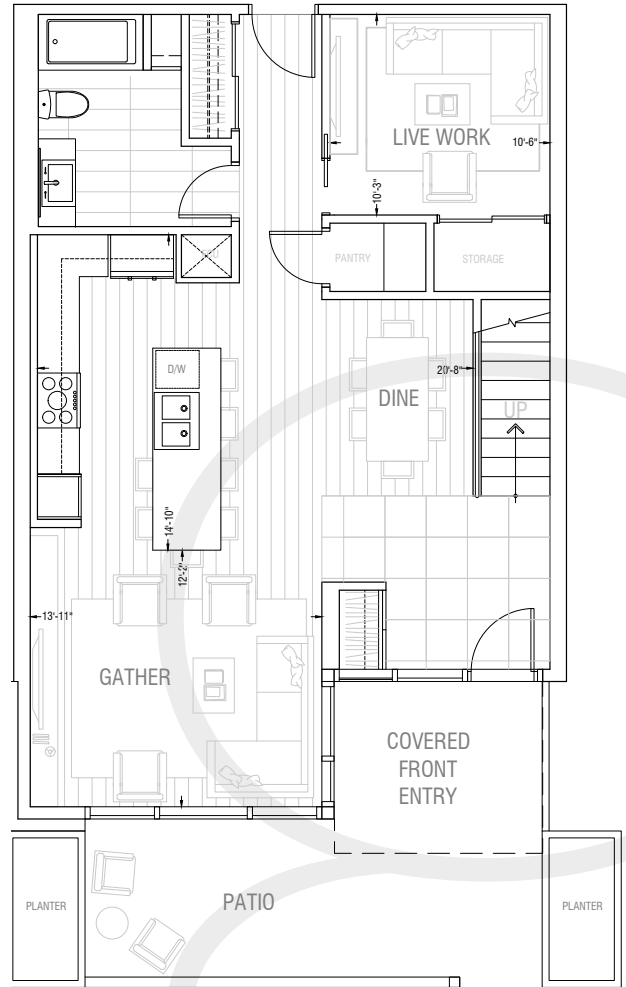 LIVE WORK
10'-6"
10'-3"
PANTRY
STORAGE
D/W
DINE
20'-8"
UP
14'-10"
12'-2"
13'-11"
GATHER
COVERED
FRONT
ENTRY
PLANTER
PATIO
PLANTER